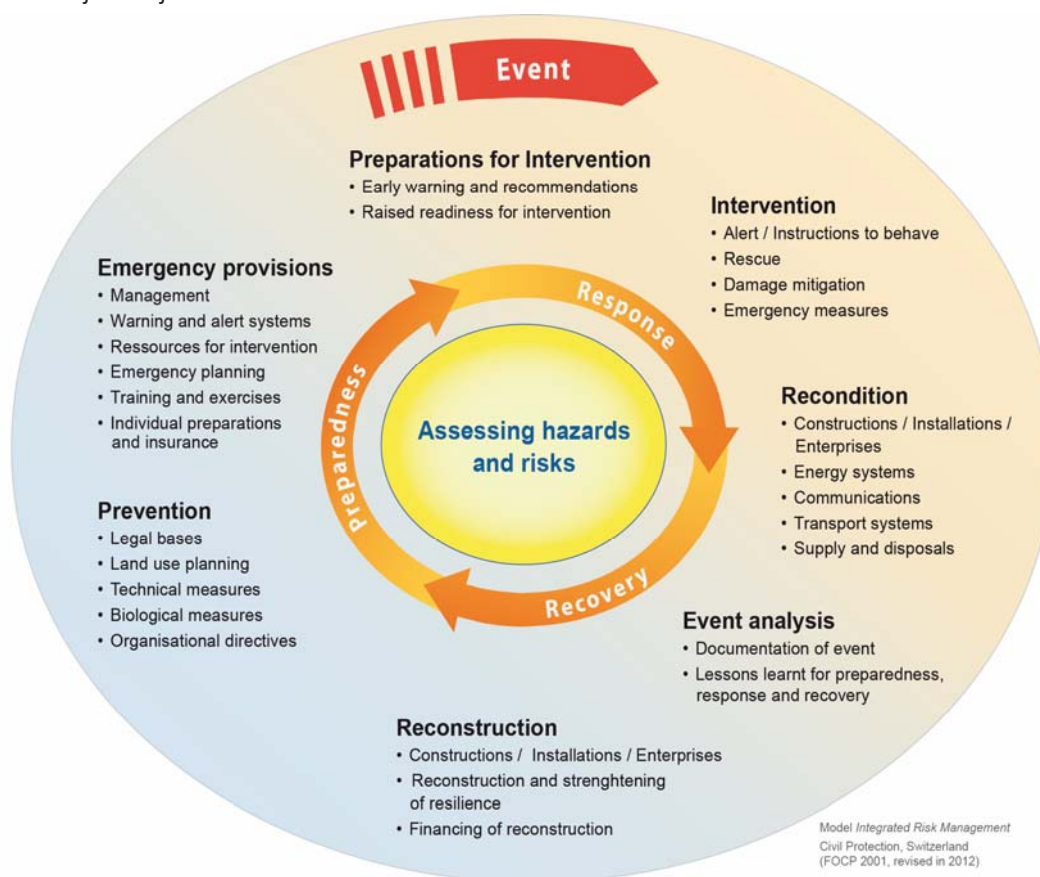 Event
Preparations for Intervention
• Early warning and recommendations
• Raised readiness for intervention
Intervention
• Alert / Instructions to behave
• Rescue
• Damage mitigation
• Emergency measures
Emergency provisions
• Management
• Warning and alert systems
• Ressources for intervention
• Emergency planning
• Training and exercises
• Individual preparations
and insurance
Response
Preparedness
Recovery
Assessing hazards
and risks
Recondition
• Constructions / Installations /
Enterprises
• Energy systems
• Communications
• Transport systems
• Supply and disposals
Prevention
• Legal bases
• Land use planning
• Technical measures
• Biological measures
• Organisational directives
Event analysis
• Documentation of event
• Lessons learnt for preparedness,
response and recovery
Reconstruction
• Constructions / Installations / Enterprises
• Reconstruction and strenghtening
of resilience
• Financing of reconstruction
Model Integrated Risk Management
Civil Protection, Switzerland
(FOCP 2001, revised in 2012)